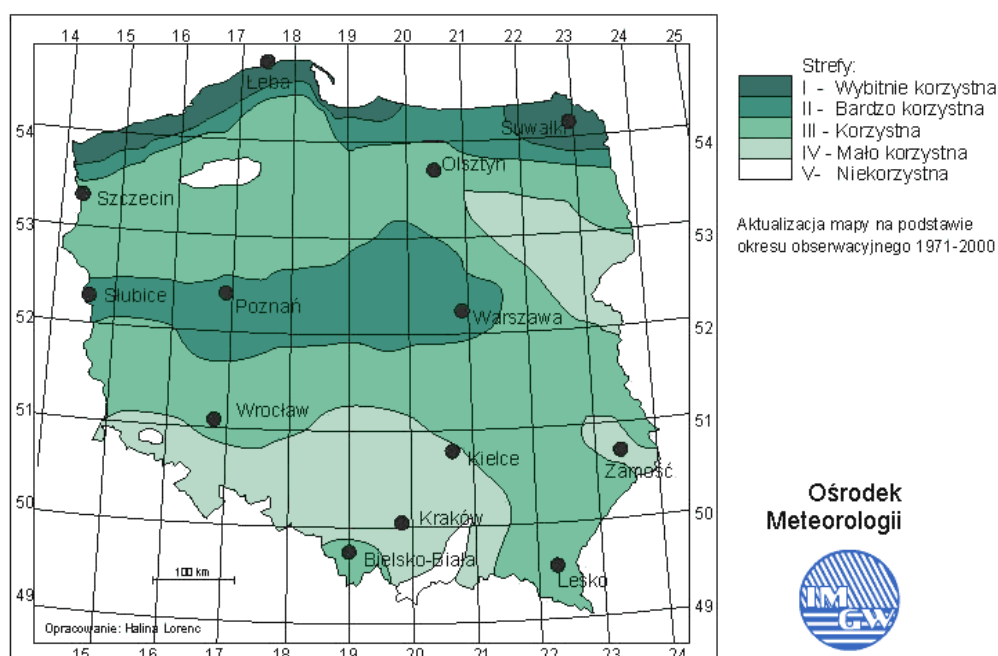 14 15 16 17 18 19 20 21 22 23 24 25
Łeba
54
Suwałki
54
Olsztyn
Szczecin
53
53
Słubice
Poznań
Warszawa
52
52
51
Wrocław
51
Kielce
Zamość
50
Kraków
50
Bielsko-Biała
Lesko
100 km
49
49
Opracowanie: Halina Lorenc
15 16 17 18 19 20 21 22 23 24
Strefy:
I - Wybitnie korzystna
II - Bardzo korzystna
III - Korzystna
IV - Mało korzystna
V- Niekorzystna
Aktualizacja mapy na podstawie
okresu obserwacyjnego 1971-2000
Ośrodek
Meteorologii
IM
GW